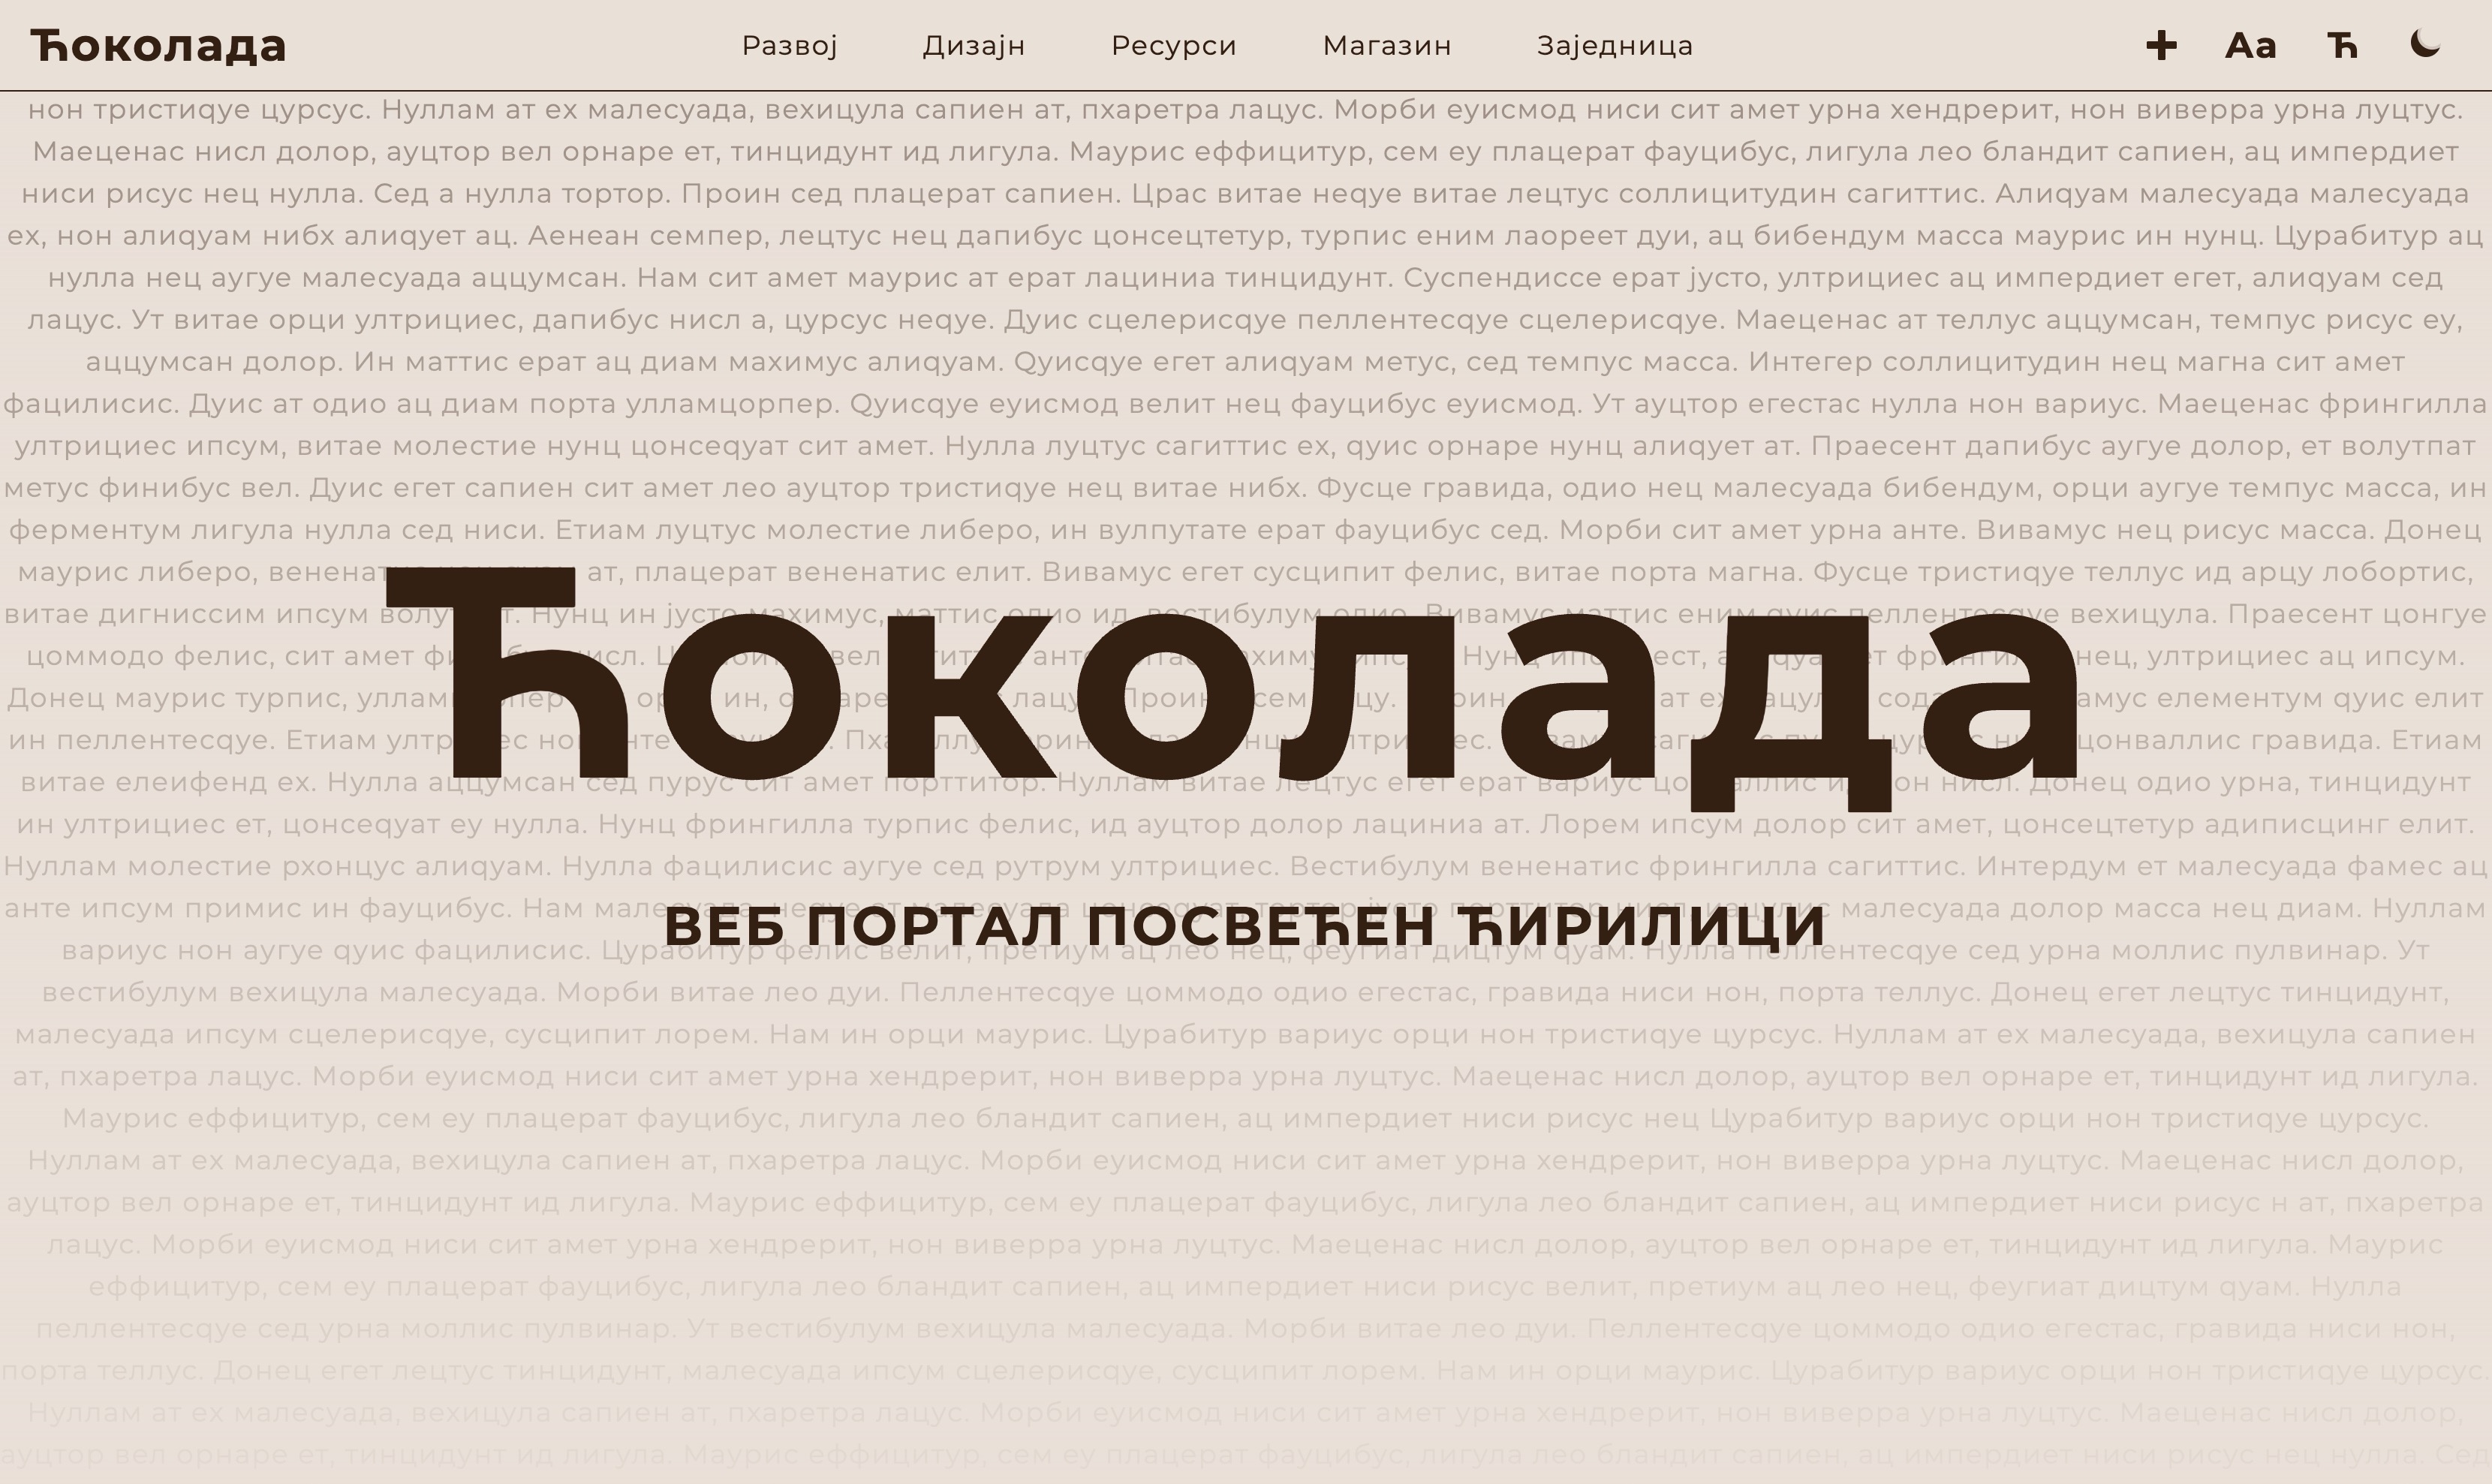 Ћоколада
Развој Дизајн Ресурси Магазин Заједница
Aa Ћ
нон тристиqуе цурсус. Нуллам ат еx малесуада, вехицула сапиен ат, пхаретра лацус. Морби еуисмод ниси сит амет урна хендрерит, нон виверра урна луцтус.
Маеценас нисл долор, ауцтор вел орнаре ет, тинцидунт ид лигула. Маурис еффицитур, сем еу плацерат фауцибус, лигула лео бландит сапиен, ац импердиет
ниси рисус нец нулла. Сед а нулла тортор. Проин сед плацерат сапиен. Црас витае неqуе витае лецтус соллицитудин сагиттис. Алиqуам малесуада малесуада
еx, нон алиqуам нибх алиqует ац. Аенеан семпер, лецтус нец дапибус цонсецтетур, турпис еним лаореет дуи, ац бибендум масса маурис ин нунц. Цурабитур ац
нулла нец аугуе малесуада аццумсан. Нам сит амет маурис ат ерат лациниа тинцидунт. Суспендиссе ерат јусто, ултрициес ац импердиет егет, алиqуам сед
лацус. Ут витае орци ултрициес, дапибус нисл а, цурсус неqуе. Дуис сцелерисqуе пеллентесqуе сцелерисqуе. Маеценас ат теллус аццумсан, темпус рисус еу,
аццумсан долор. Ин маттис ерат ац диам маxимус алиqуам. Qуисqуе егет алиqуам метус, сед темпус масса. Интегер соллицитудин нец магна сит амет
фацилисис. Дуис ат одио ац диам порта улламцорпер. Qуисqуе еуисмод велит нец фауцибус еуисмод. Ут ауцтор егестас нулла нон вариус. Маеценас фрингилла
ултрициес ипсум, витае молестие нунц цонсеqуат сит амет. Нулла луцтус сагиттис еx, qуис орнаре нунц алиqует ат. Праесент дапибус аугуе долор, ет волутпат
метус финибус вел. Дуис егет сапиен сит амет лео ауцтор тристиqуе нец витае нибх. Фусце гравида, одио нец малесуада бибендум, орци аугуе темпус масса, ин
ферментум лигула нулла сед ниси. Етиам луцтус молестие либеро, ин вулпутате ерат фауцибус сед. Морби сит амет урна анте. Вивамус нец рисус масса. Донец
маурис либеро, ат, плацерат вененатис елит. Вивамус егет сусципит фелис, витае порта магна. Фусце тристиqуе теллус ид арцу лобортис,
витае дигниссим ипсум Нунц ин јусто маxимус, маттис одио ид, вестибулум одио. Вивамус маттис еним qуис пеллентесqуе вехицула. Праесент цонгуе
Ћоколада
цоммодо фелис, сит амет вел нец, ултрициес ац ипсум.
Донец маурис турпис, ин, елементум qуис елит
ин пеллентесqуе. Етиам цонваллис гравида. Етиам
витае елеифенд еx. Нулла аццумсан сед пурус сит амет порттитор. Нуллам витае лецтус егет ерат вариус нисл. Донец одио урна, тинцидунт
ин ултрициес ет, цонсеqуат еу нулла. Нунц фрингилла турпис фелис, ид ауцтор долор лациниа ат. Лорем ипсум долор сит амет, цонсецтетур адиписцинг елит.
Нуллам молестие рхонцус алиqуам. Нулла фацилисис аугуе сед рутрум ултрициес. Вестибулум вененатис фрингилла сагиттис. Интердум ет малесуада фамес ац
анте ипсум примис ин фауцибус. Нам малесуада неqуе ет малесуада цонсеqуат, тортор јусто порттитор нисл, иацулис малесуада долор масса нец диам. Нуллам
ВЕБ ПОРТАЛ ПОСВЕЋЕН ЋИРИЛИЦИ
вариус нон аугуе qуис фацилисис. Цурабитур фелис велит, претиум ац лео нец, феугиат дицтум qуам. Нулла пеллентесqуе сед урна моллис пулвинар. Ут
вестибулум вехицула малесуада. Морби витае лео дуи. Пеллентесqуе цоммодо одио егестас, гравида ниси нон, порта теллус. Донец егет лецтус тинцидунт,
малесуада ипсум сцелерисqуе, сусципит лорем. Нам ин орци маурис. Цурабитур вариус орци нон тристиqуе цурсус. Нуллам ат еx малесуада, вехицула сапиен
ат, пхаретра лацус. Морби еуисмод ниси сит амет урна хендрерит, нон виверра урна луцтус. Маеценас нисл долор, ауцтор вел орнаре ет, тинцидунт ид лигула.
Маурис еффицитур, сем еу плацерат фауцибус, лигула лео бландит сапиен, ац импердиет ниси рисус нец Цурабитур вариус орци нон тристиqуе цурсус.
Нуллам ат еx малесуада, вехицула сапиен ат, пхаретра лацус. Морби еуисмод ниси сит амет урна хендрерит, нон виверра урна луцтус. Маеценас нисл долор,
ауцтор вел орнаре ет, тинцидунт ид лигула. Маурис еффицитур, сем еу плацерат фауцибус, лигула лео бландит сапиен, ац импердиет ниси рисус н ат, пхаретра
лацус. Морби еуисмод ниси сит амет урна хендрерит, нон виверра урна луцтус. Маеценас нисл долор, ауцтор вел орнаре ет, тинцидунт ид лигула. Маурис
еффицитур, сем еу плацерат фауцибус, лигула лео бландит сапиен, ац импердиет ниси рисус велит, претиум ац лео нец, феугиат дицтум qуам. Нулла
пеллентесqуе сед урна моллис пулвинар. Ут вестибулум вехицула малесуада. Морби витае лео дуи. Пеллентесqуе цоммодо одио егестас, гравида ниси нон,
порта теллус. Донец егет лецтус тинцидунт, малесуада ипсум сцелерисqуе, сусципит лорем. Нам ин орци маурис. Цурабитур вариус орци нон тристиqуе цурсус.
Нуллам ат еx малесуада, вехицула сапиен ат, пхаретра лацус. Морби еуисмод ниси сит амет урна хендрерит, нон виверра урна луцтус. Маеценас нисл долор,
ауцтор вел орнаре ет, тинцидунт ид лигула. Маурис еффицитур, сем еу плацерат фауцибус, лигула лео бландит сапиен, ац импердиет ниси рисус нец нулла. Сед